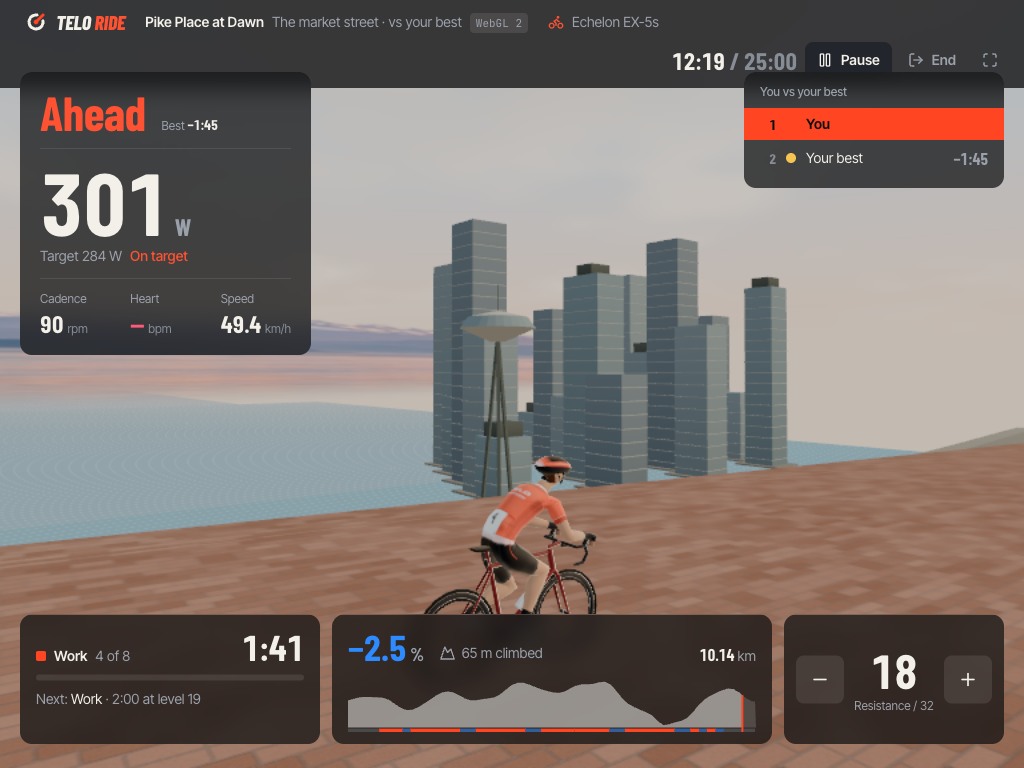 TELO RIDE Pike Place at Dawn The market street · vs your best WebGL 2 Echelon EX-5s
12:19 / 25:00 Pause End
Ahead Best −1:45
301 W
Target 284 W On target
Cadence Heart Speed
90 rpm – bpm 49.4 km/h
You vs your best
1 You
2 Your best −1:45
Work 4 of 8 1:41
Next: Work · 2:00 at level 19
−2.5 % 65 m climbed 10.14 km
− 18 +
Resistance / 32